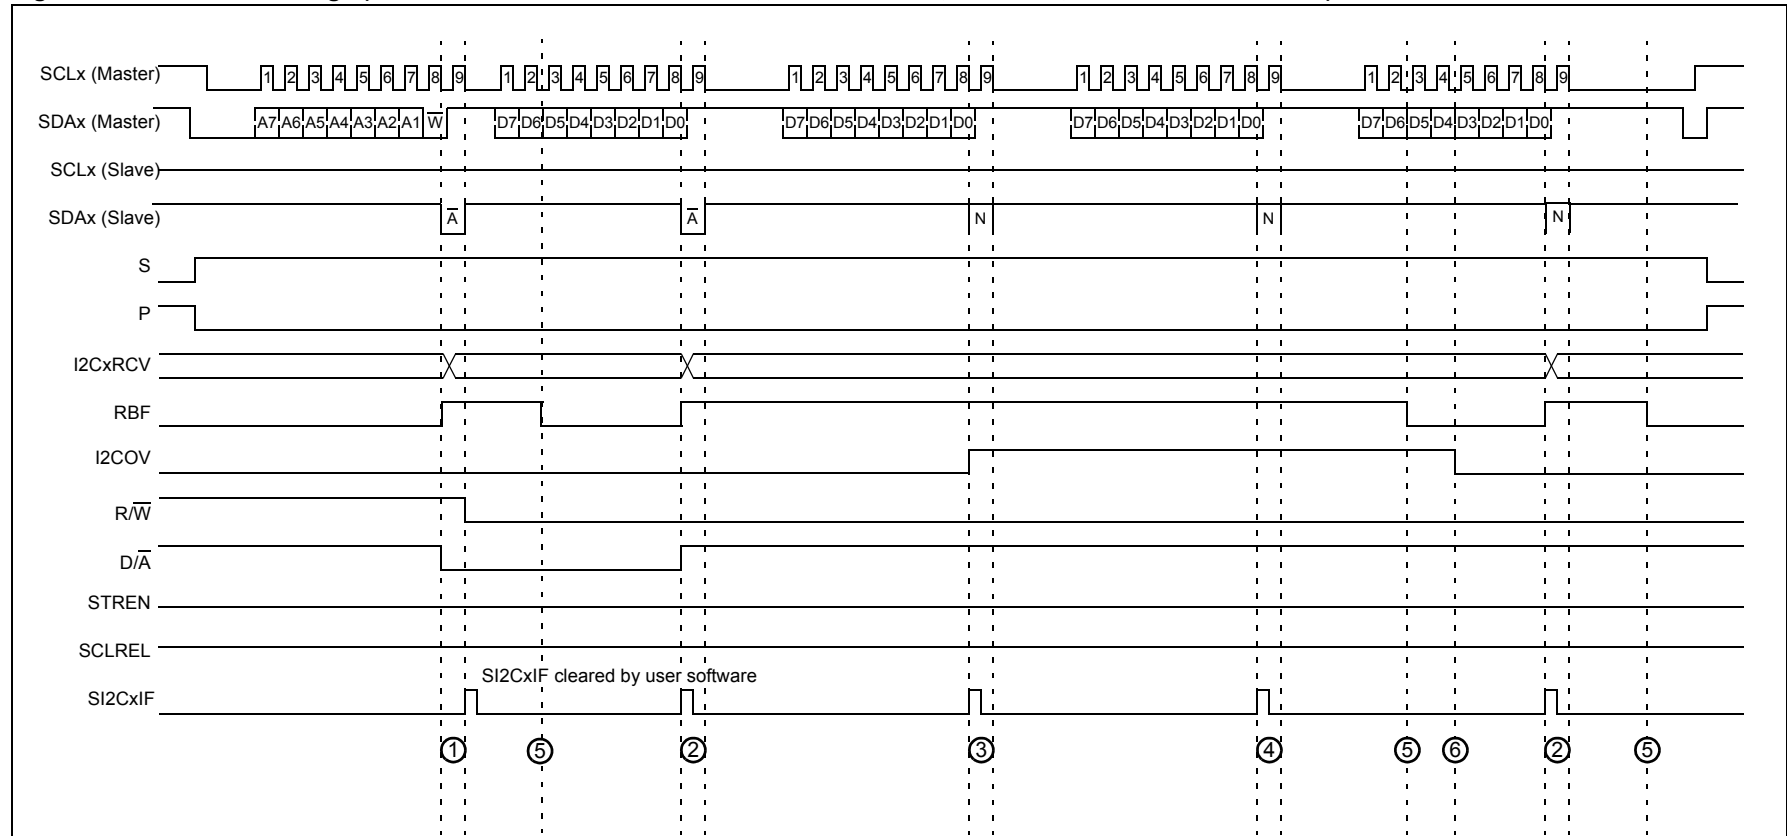 SCLx (Master) 1 2 3 4 5 6 7 8 9 1 2 3 4 5 6 7 8 9 1 2 3 4 5 6 7 8 9 1 2 3 4 5 6 7 8 9 1 2 3 4 5 6 7 8 9
SDAx (Master) A7 A6 A5 A4 A3 A2 A1 W̅ D7 D6 D5 D4 D3 D2 D1 D0 D7 D6 D5 D4 D3 D2 D1 D0 D7 D6 D5 D4 D3 D2 D1 D0 D7 D6 D5 D4 D3 D2 D1 D0
SCLx (Slave)
SDAx (Slave) A̅ A̅ N N N
S
P
I2CxRCV
RBF
I2COV
R/W̅
D/A̅
STREN
SCLREL
SI2CxIF cleared by user software
SI2CxIF
① ⑤ ② ③ ④ ⑤ ⑥ ② ⑤